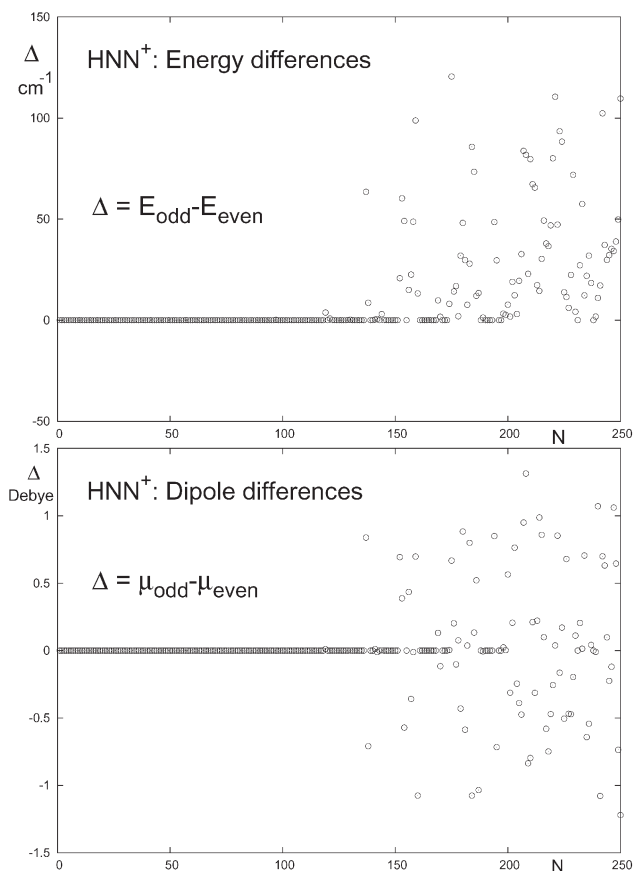 150
Δ
HNN+: Energy differences
cm-1
100
Δ = Eodd-Eeven
50
0
-50
0 50 100 150 200 N 250
1.5
Δ
HNN+: Dipole differences
Debye
1
Δ = μodd-μeven
0.5
0
-0.5
-1
-1.5
0 50 100 150 200 N 250